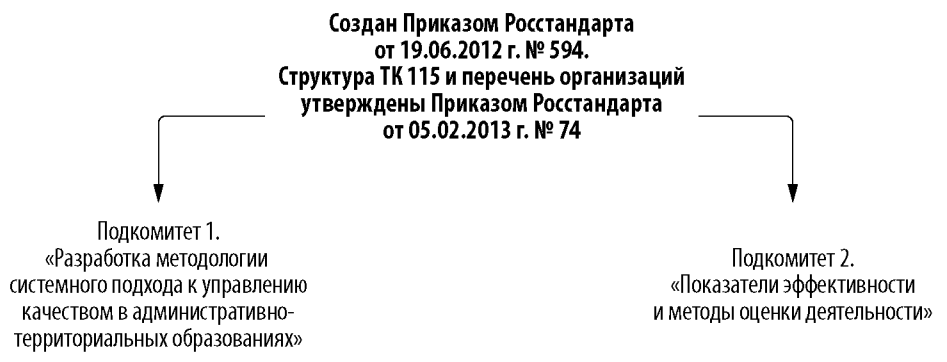 Создан Приказом Росстандарта
от 19.06.2012 г. № 594.
Структура ТК 115 и перечень организаций
утверждены Приказом Росстандарта
от 05.02.2013 г. № 74
Подкомитет 1.
«Разработка методологии
системного подхода к управлению
качеством в административно-
территориальных образованиях»
Подкомитет 2.
«Показатели эффективности
и методы оценки деятельности»